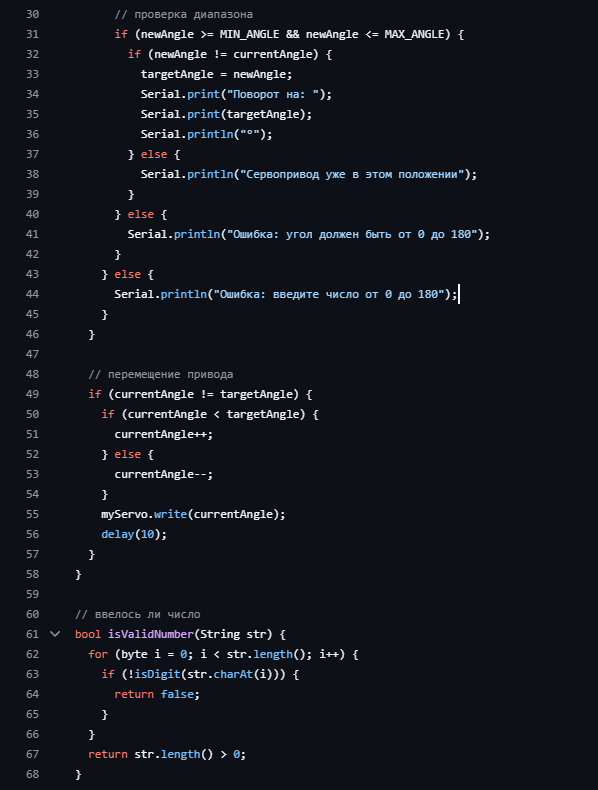 30 // проверка диапазона
31 if (newAngle >= MIN_ANGLE && newAngle <= MAX_ANGLE) {
32 if (newAngle != currentAngle) {
33 targetAngle = newAngle;
34 Serial.print("Поворот на: ");
35 Serial.print(targetAngle);
36 Serial.println("°");
37 } else {
38 Serial.println("Сервопривод уже в этом положении");
39 }
40 } else {
41 Serial.println("Ошибка: угол должен быть от 0 до 180");
42 }
43 } else {
44 Serial.println("Ошибка: введите число от 0 до 180");
45 }
46 }
47
48 // перемещение привода
49 if (currentAngle != targetAngle) {
50 if (currentAngle < targetAngle) {
51 currentAngle++;
52 } else {
53 currentAngle--;
54 }
55 myServo.write(currentAngle);
56 delay(10);
57 }
58 }
59
60 // ввелось ли число
61 bool isValidNumber(String str) {
62 for (byte i = 0; i < str.length(); i++) {
63 if (!isDigit(str.charAt(i))) {
64 return false;
65 }
66 }
67 return str.length() > 0;
68 }